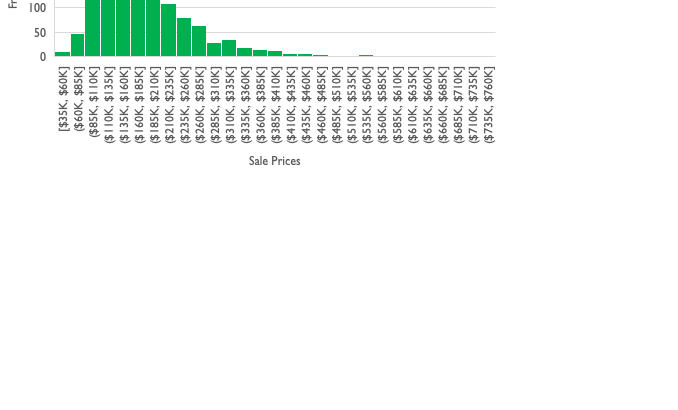 Fr
100
50
0
[$35K, $60K]
($60K, $85K]
($85K, $110K]
($110K, $135K]
($135K, $160K]
($160K, $185K]
($185K, $210K]
($210K, $235K]
($235K, $260K]
($260K, $285K]
($285K, $310K]
($310K, $335K]
($335K, $360K]
($360K, $385K]
($385K, $410K]
($410K, $435K]
($435K, $460K]
($460K, $485K]
($485K, $510K]
($510K, $535K]
($535K, $560K]
($560K, $585K]
($585K, $610K]
($610K, $635K]
($635K, $660K]
($660K, $685K]
($685K, $710K]
($710K, $735K]
($735K, $760K]
Sale Prices